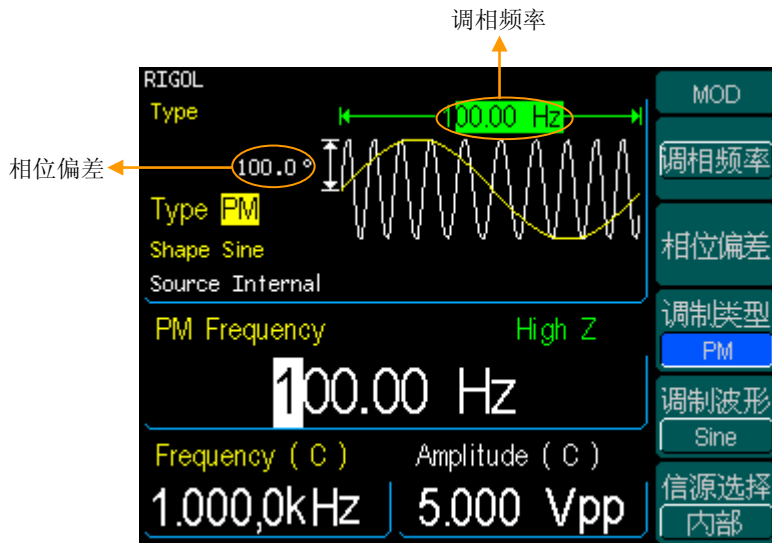 调相频率
RIGOL
Type
100.00 Hz
相位偏差
100.0°
Type PM
Shape Sine
Source Internal
PM Frequency
High Z
100.00 Hz
Frequency ( C )
Amplitude ( C )
1.000,0kHz
5.000 Vpp
MOD
调相频率
相位偏差
调制类型
PM
调制波形
Sine
信源选择
内部